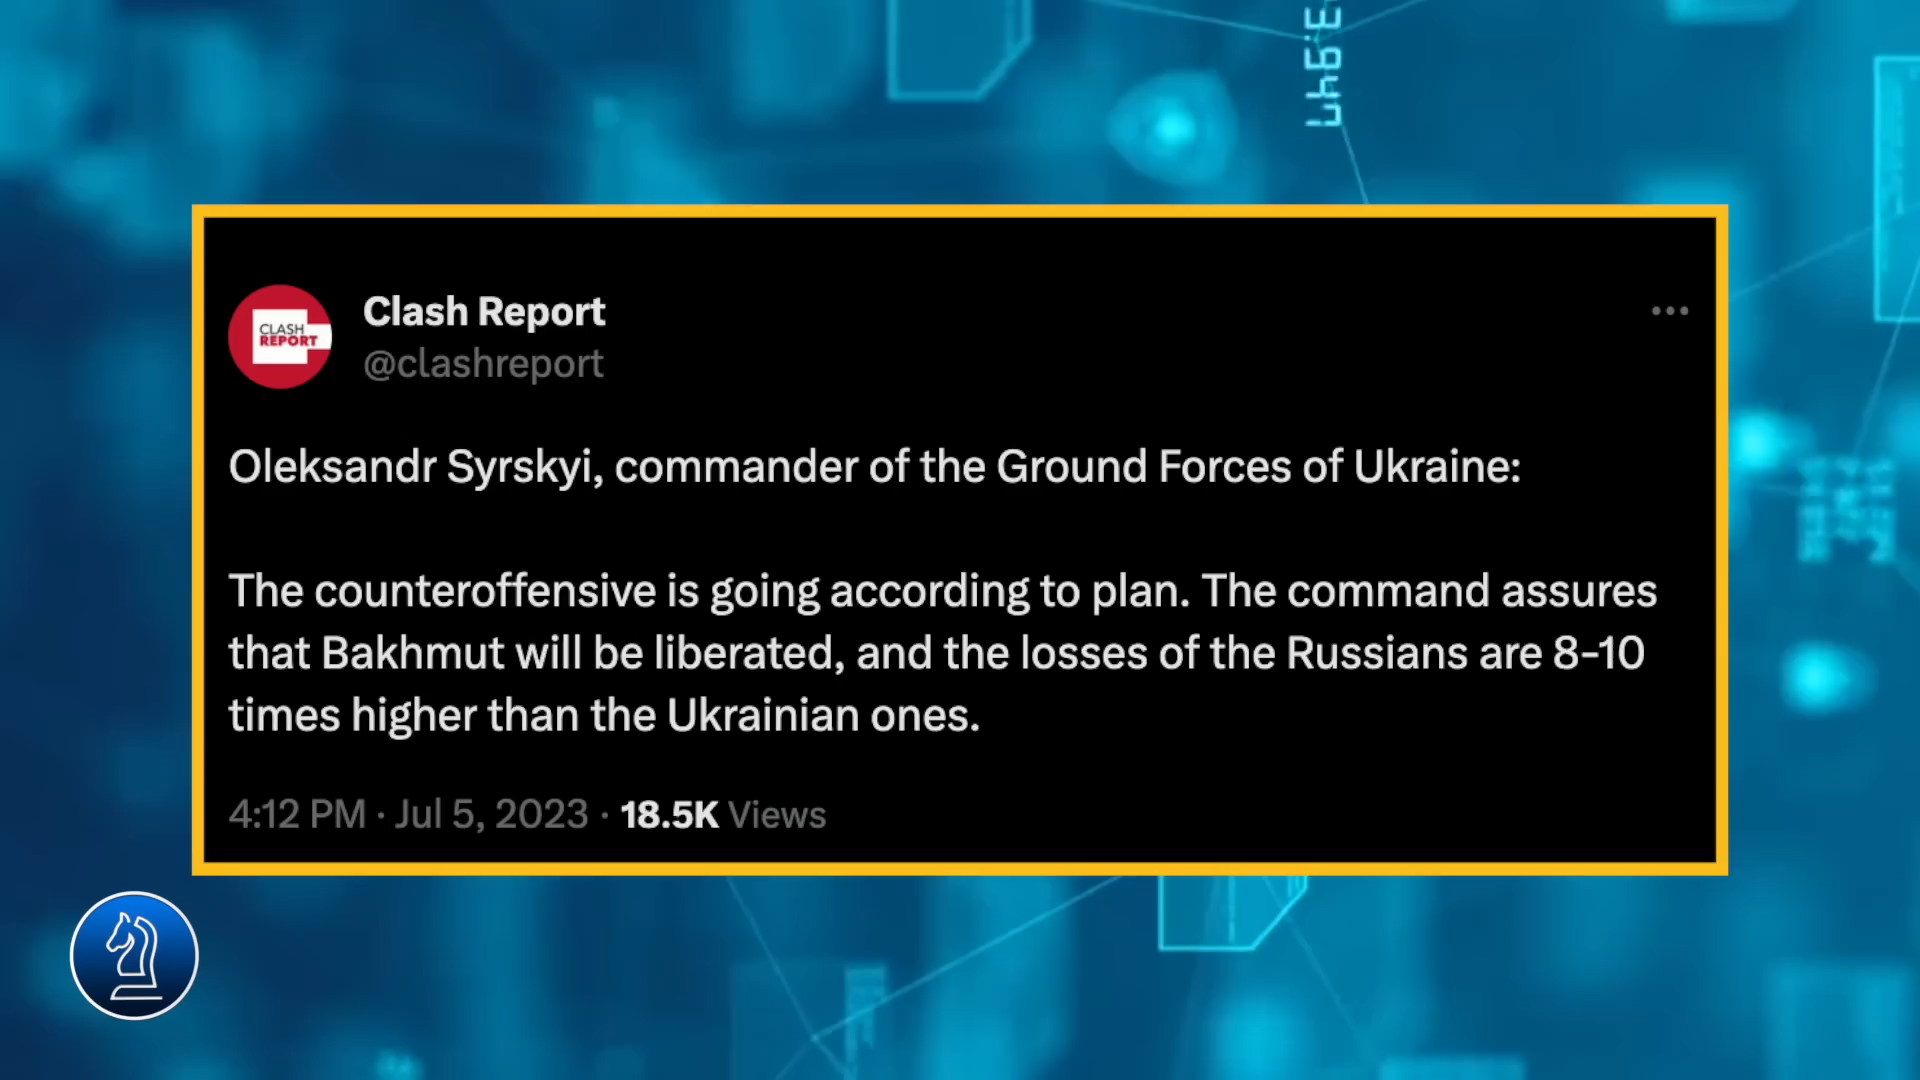 CLASH
REPORT
Clash Report
@clashreport
Oleksandr Syrskyi, commander of the Ground Forces of Ukraine:
The counteroffensive is going according to plan. The command assures
that Bakhmut will be liberated, and the losses of the Russians are 8-10
times higher than the Ukrainian ones.
4:12 PM · Jul 5, 2023 · 18.5K Views